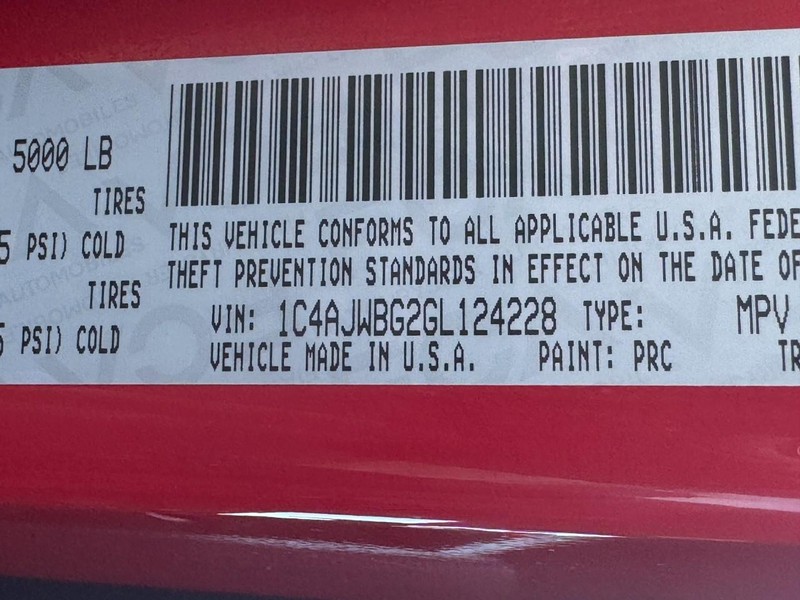 5000 LB
TIRES
5 PSI) COLD
TIRES
5 PSI) COLD
THIS VEHICLE CONFORMS TO ALL APPLICABLE U.S.A. FEDE
THEFT PREVENTION STANDARDS IN EFFECT ON THE DATE OF
VIN: 1C4AJWBG2GL124228 TYPE: MPV
VEHICLE MADE IN U.S.A. PAINT: PRC TR